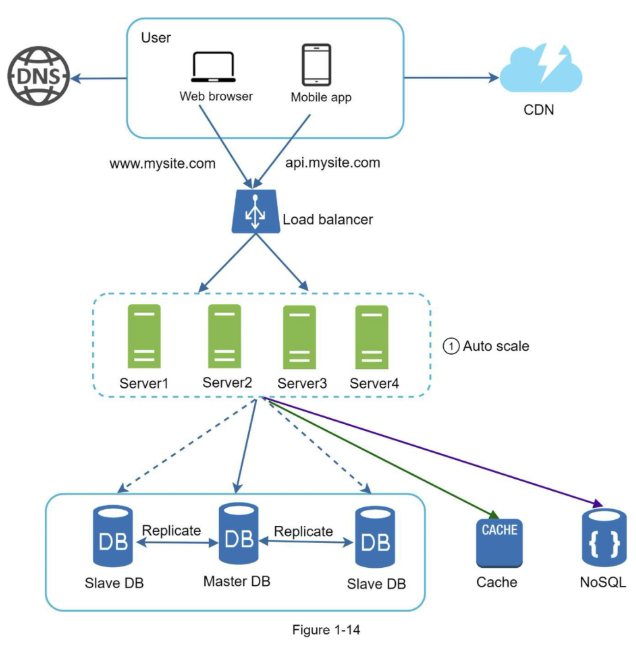 User
DNS
Web browser
Mobile app
CDN
www.mysite.com
api.mysite.com
Load balancer
1 Auto scale
Server1
Server2
Server3
Server4
DB
Replicate
DB
Replicate
DB
CACHE
{ }
Slave DB
Master DB
Slave DB
Cache
NoSQL
Figure 1-14